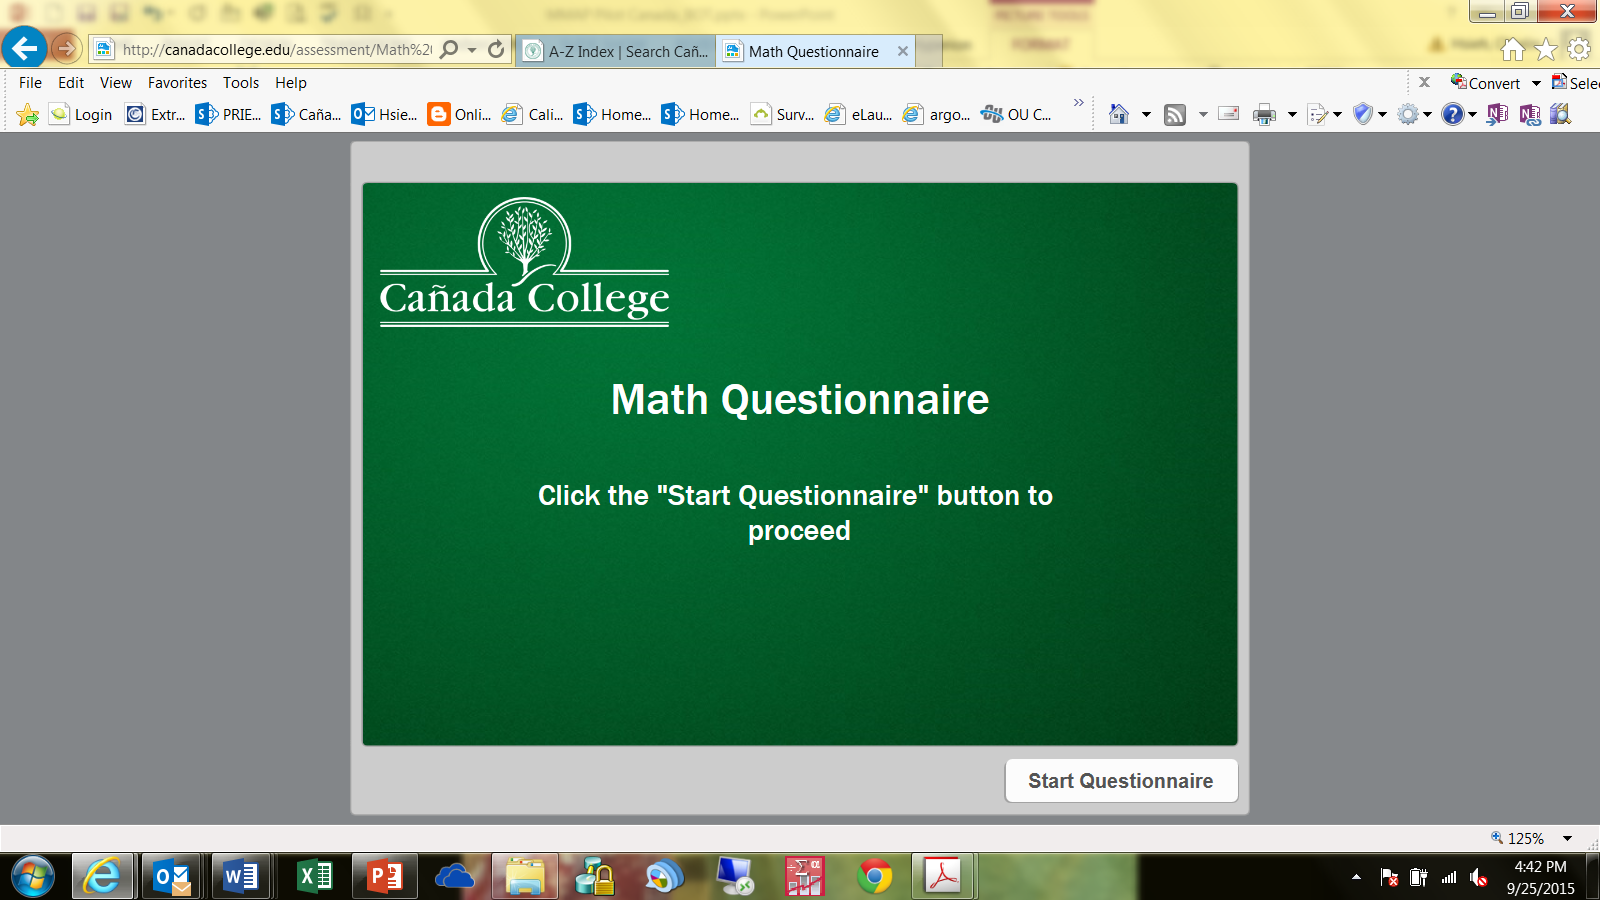 http://canadacollege.edu/assessment/Math%2
A-Z Index | Search Cañ...
Math Questionnaire
File Edit View Favorites Tools Help
Convert
Login Extr... PRIE... Caña... Hsie... Onli... Cali... Home... Home... Surv... eLau... argo... OU C...
Cañada College
Math Questionnaire
Click the "Start Questionnaire" button to
proceed
Start Questionnaire
125%
4:42 PM
9/25/2015